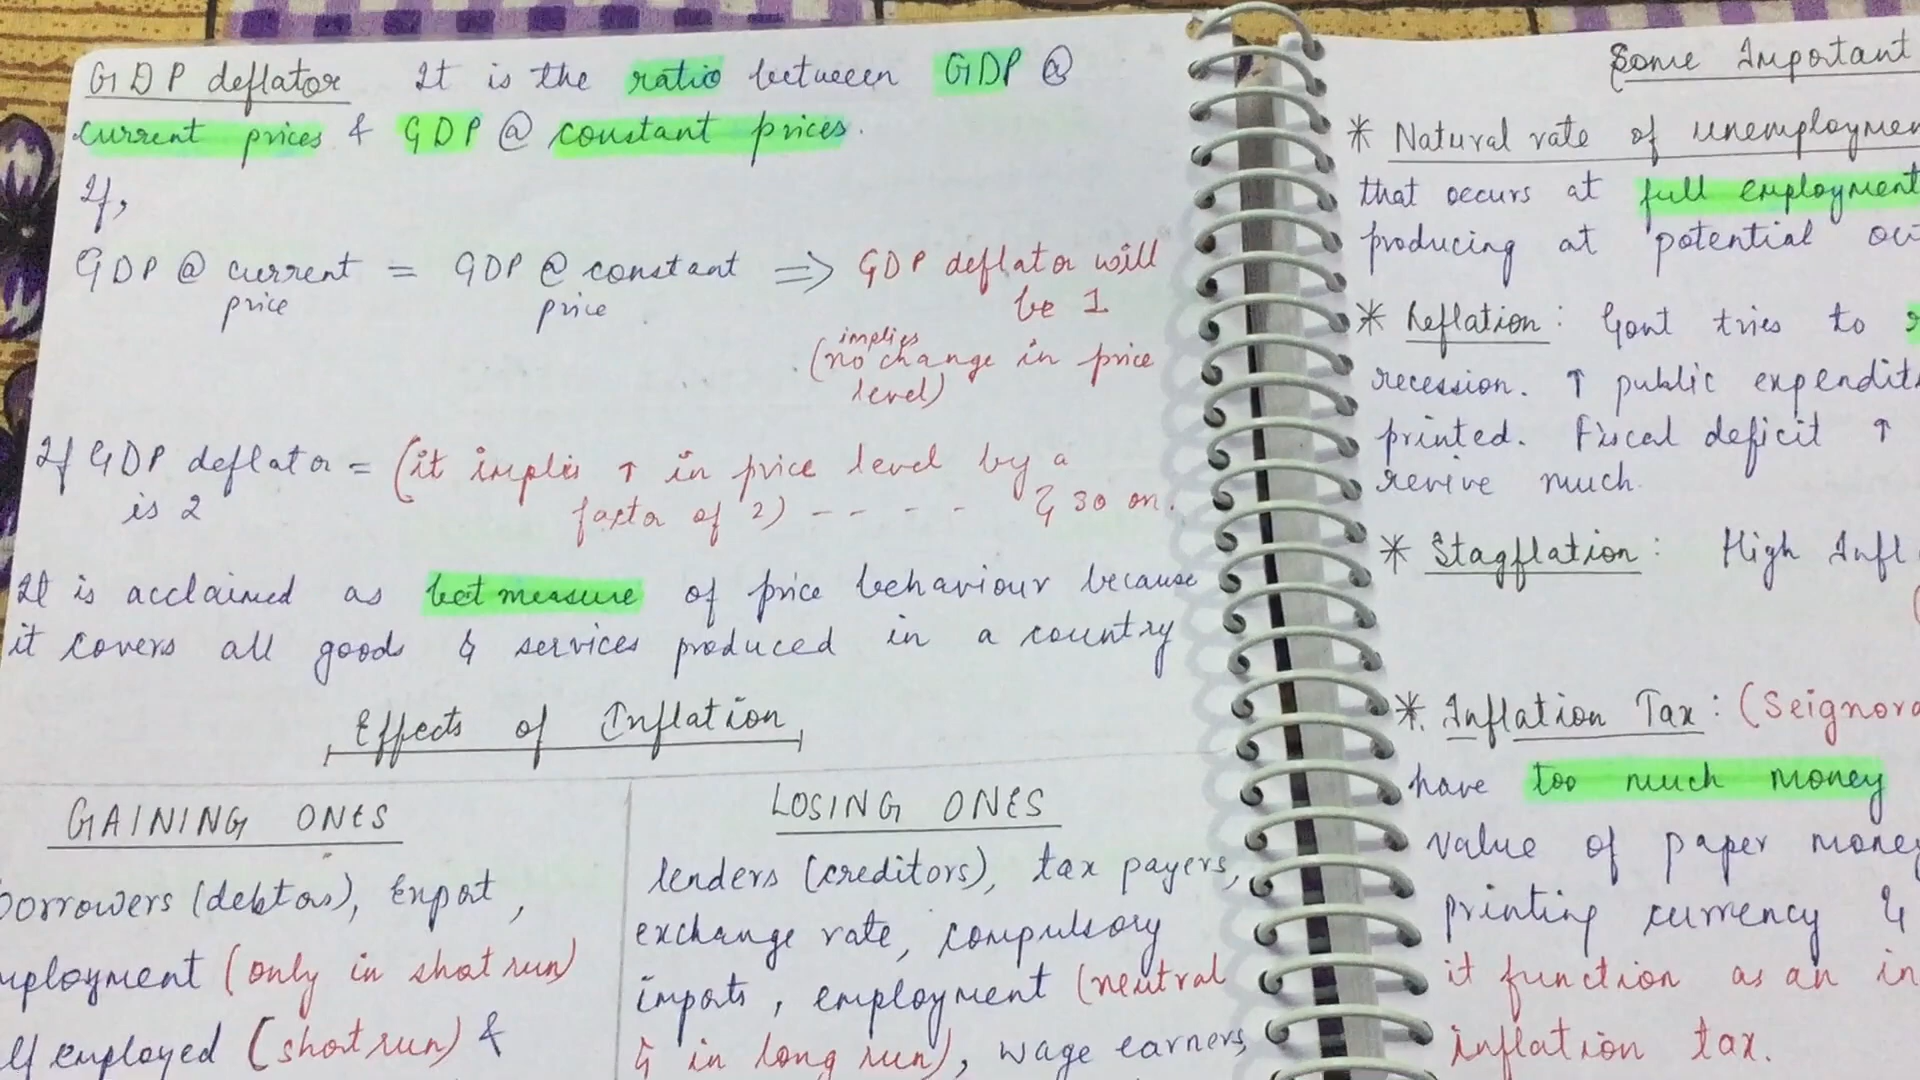 GDP deflator It is the ratio between GDP @
current prices & GDP @ constant prices.
If,
GDP @ current = GDP @ constant => GDP deflator will
price price be 1
implies
(no change in price
level)
If GDP deflator = (it implies ↑ in price level by a
is 2 factor of 2) - - - - & so on.
It is acclaimed as bet measure of price behaviour because
it covers all goods & services produced in a country
Effects of Inflation
GAINING ONES
borrowers (debtors), Export,
mployment (only in short run)
lf employed (short run) &
LOSING ONES
lenders (creditors), tax payers,
exchange rate, compulsory
imports, employment (neutral
& in long run), wage earners,
Some Important
* Natural rate of unemploymen
that occurs at full employment
producing at potential ou
* Reflation: Govt tries to
recession. ↑ public expendit
printed. Fiscal deficit ↑
revive much.
* Stagflation: High Infl
* Inflation Tax: (Seignora
have too much money
value of paper money
printing currency &
it function as an in
inflation tax.